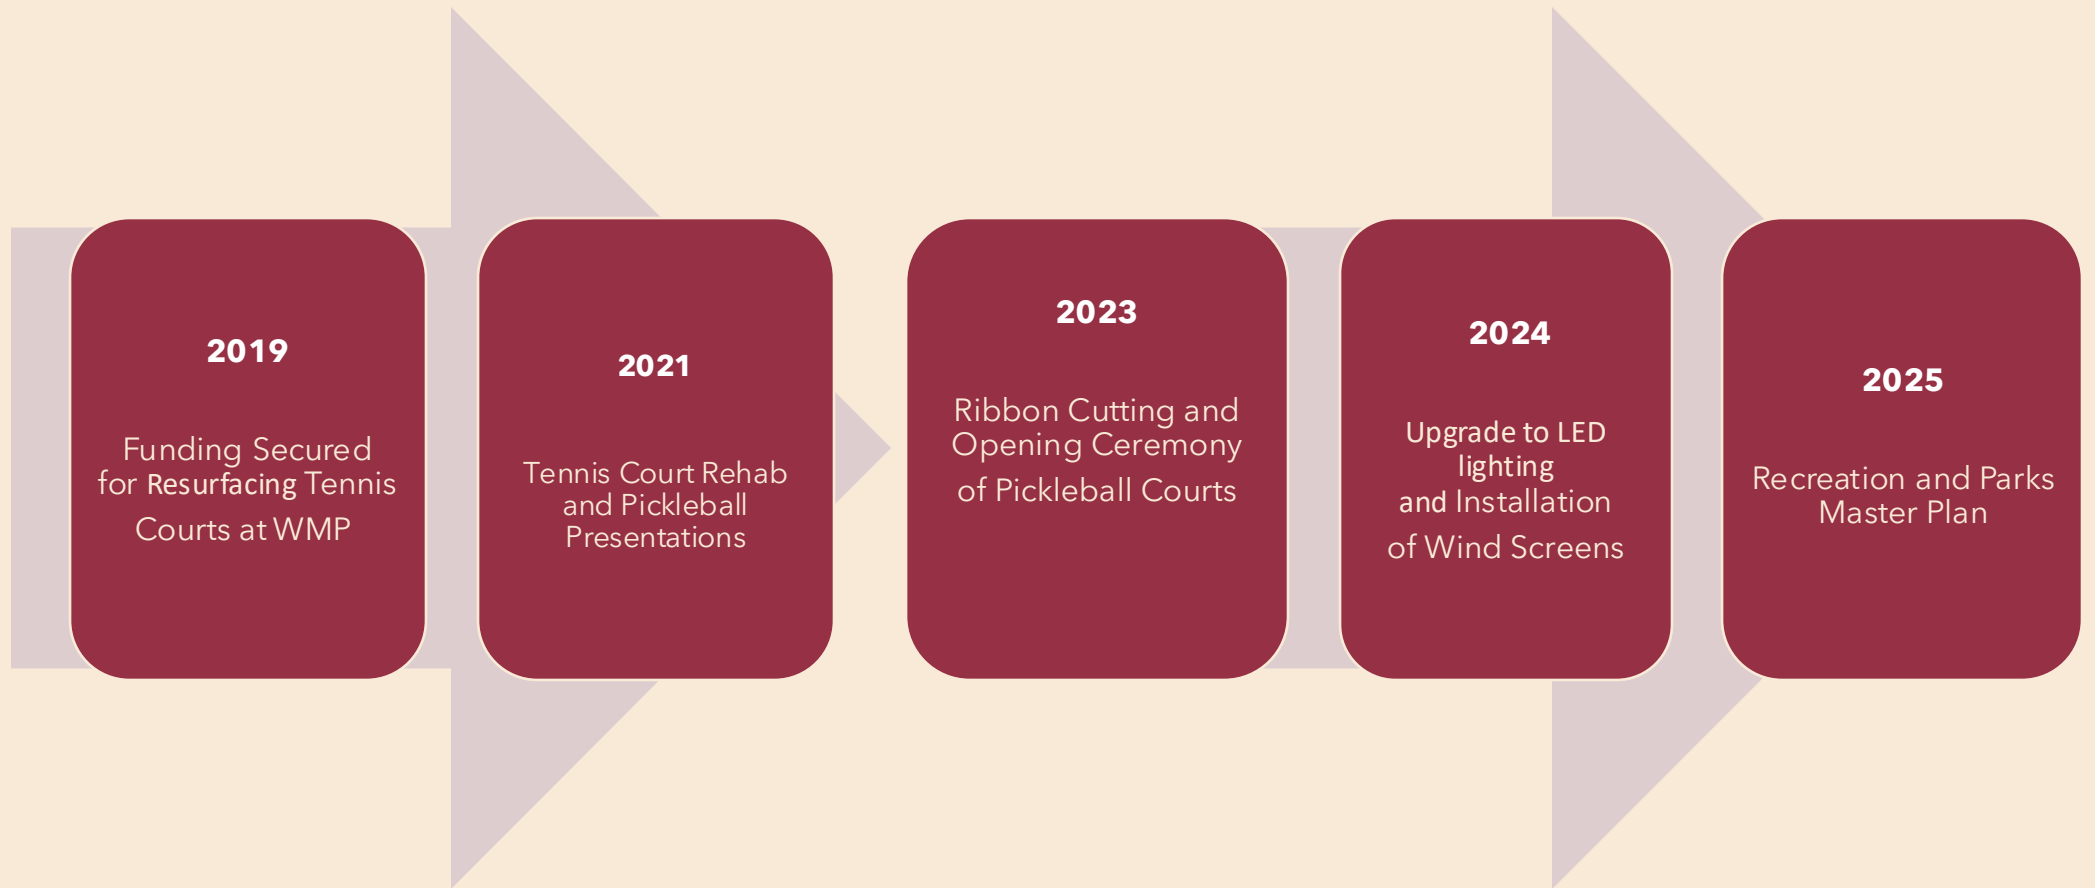 2019
Funding Secured
for Resurfacing Tennis
Courts at WMP
2021
Tennis Court Rehab
and Pickleball
Presentations
2023
Ribbon Cutting and
Opening Ceremony
of Pickleball Courts
2024
Upgrade to LED
lighting
and Installation
of Wind Screens
2025
Recreation and Parks
Master Plan